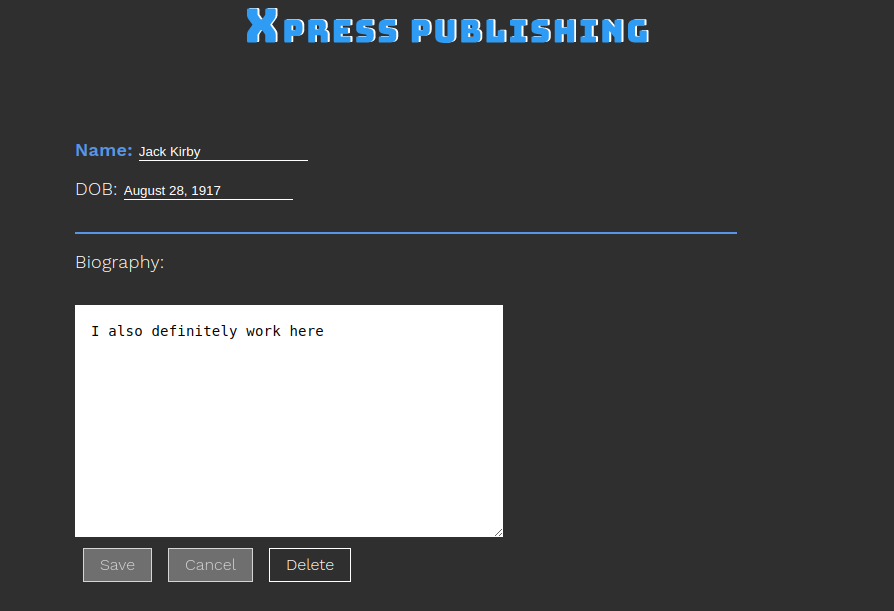 Xpress Publishing
Name: Jack Kirby
DOB: August 28, 1917
Biography:
I also definitely work here
Save Cancel Delete